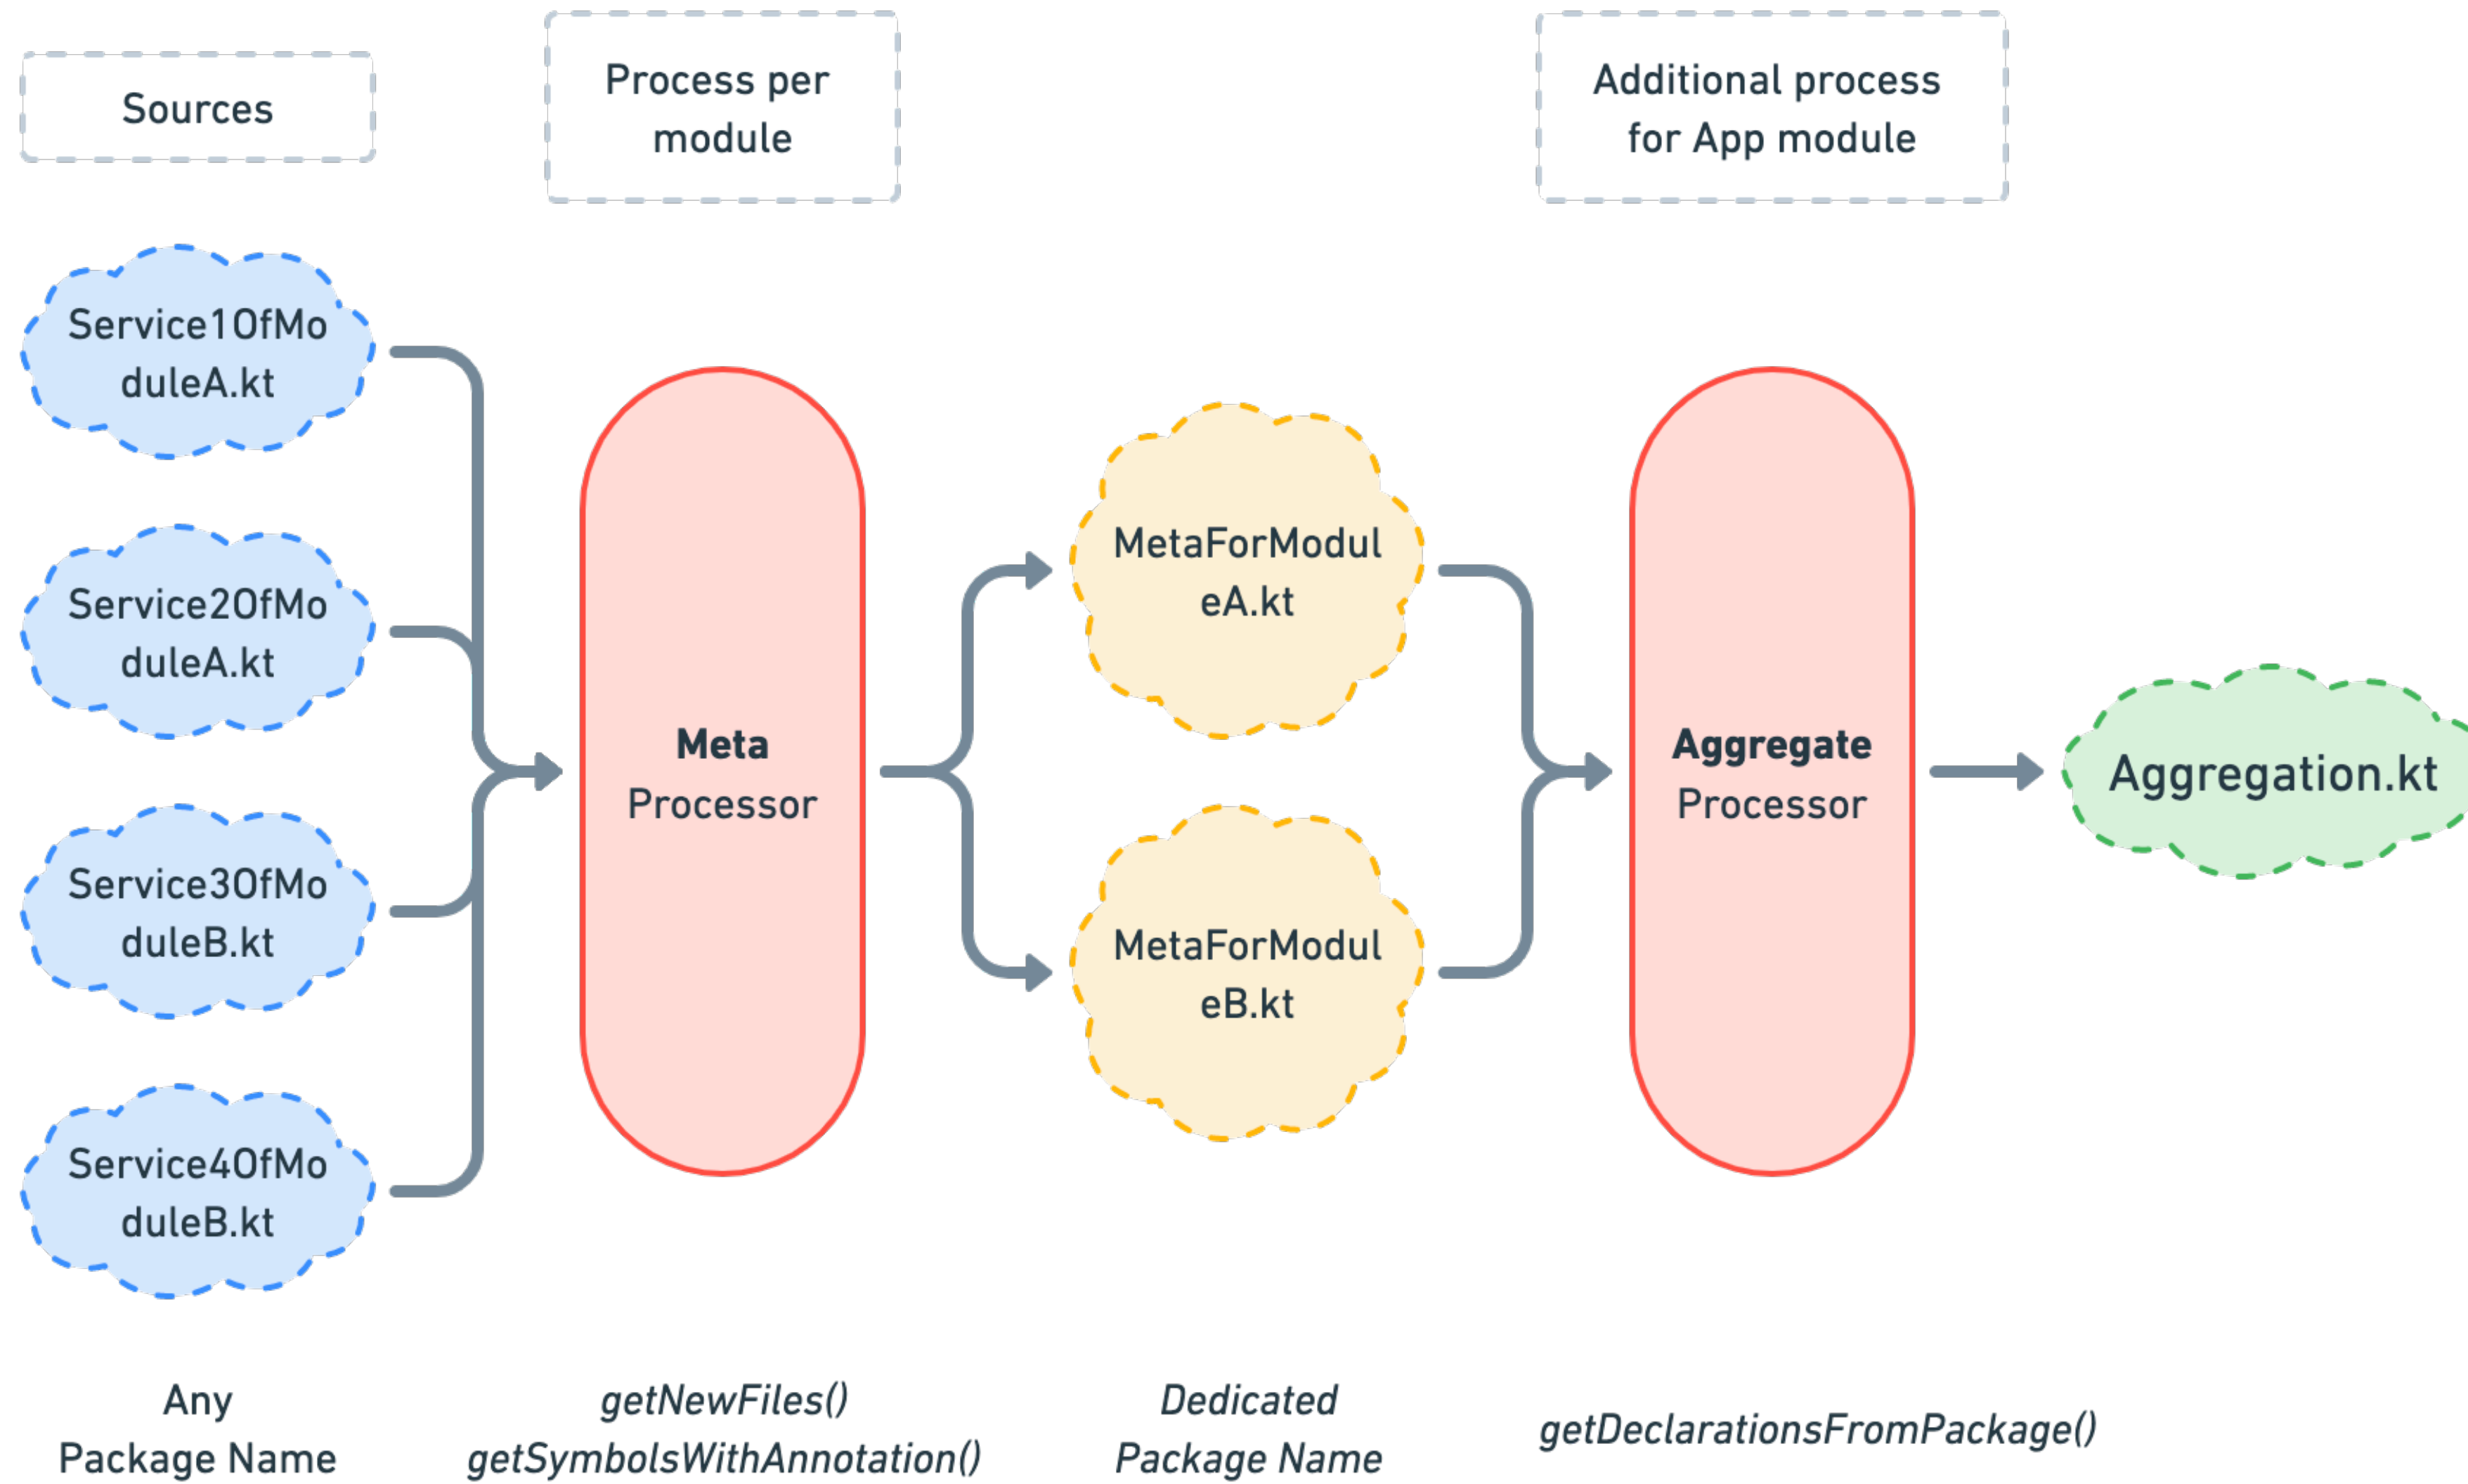 Sources
Process per
module
Additional process
for App module
Service1OfMo
duleA.kt
Service2OfMo
duleA.kt
Service3OfMo
duleB.kt
Service4OfMo
duleB.kt
Meta
Processor
MetaForModul
eA.kt
MetaForModul
eB.kt
Aggregate
Processor
Aggregation.kt
Any
Package Name
getNewFiles()
getSymbolsWithAnnotation()
Dedicated
Package Name
getDeclarationsFromPackage()